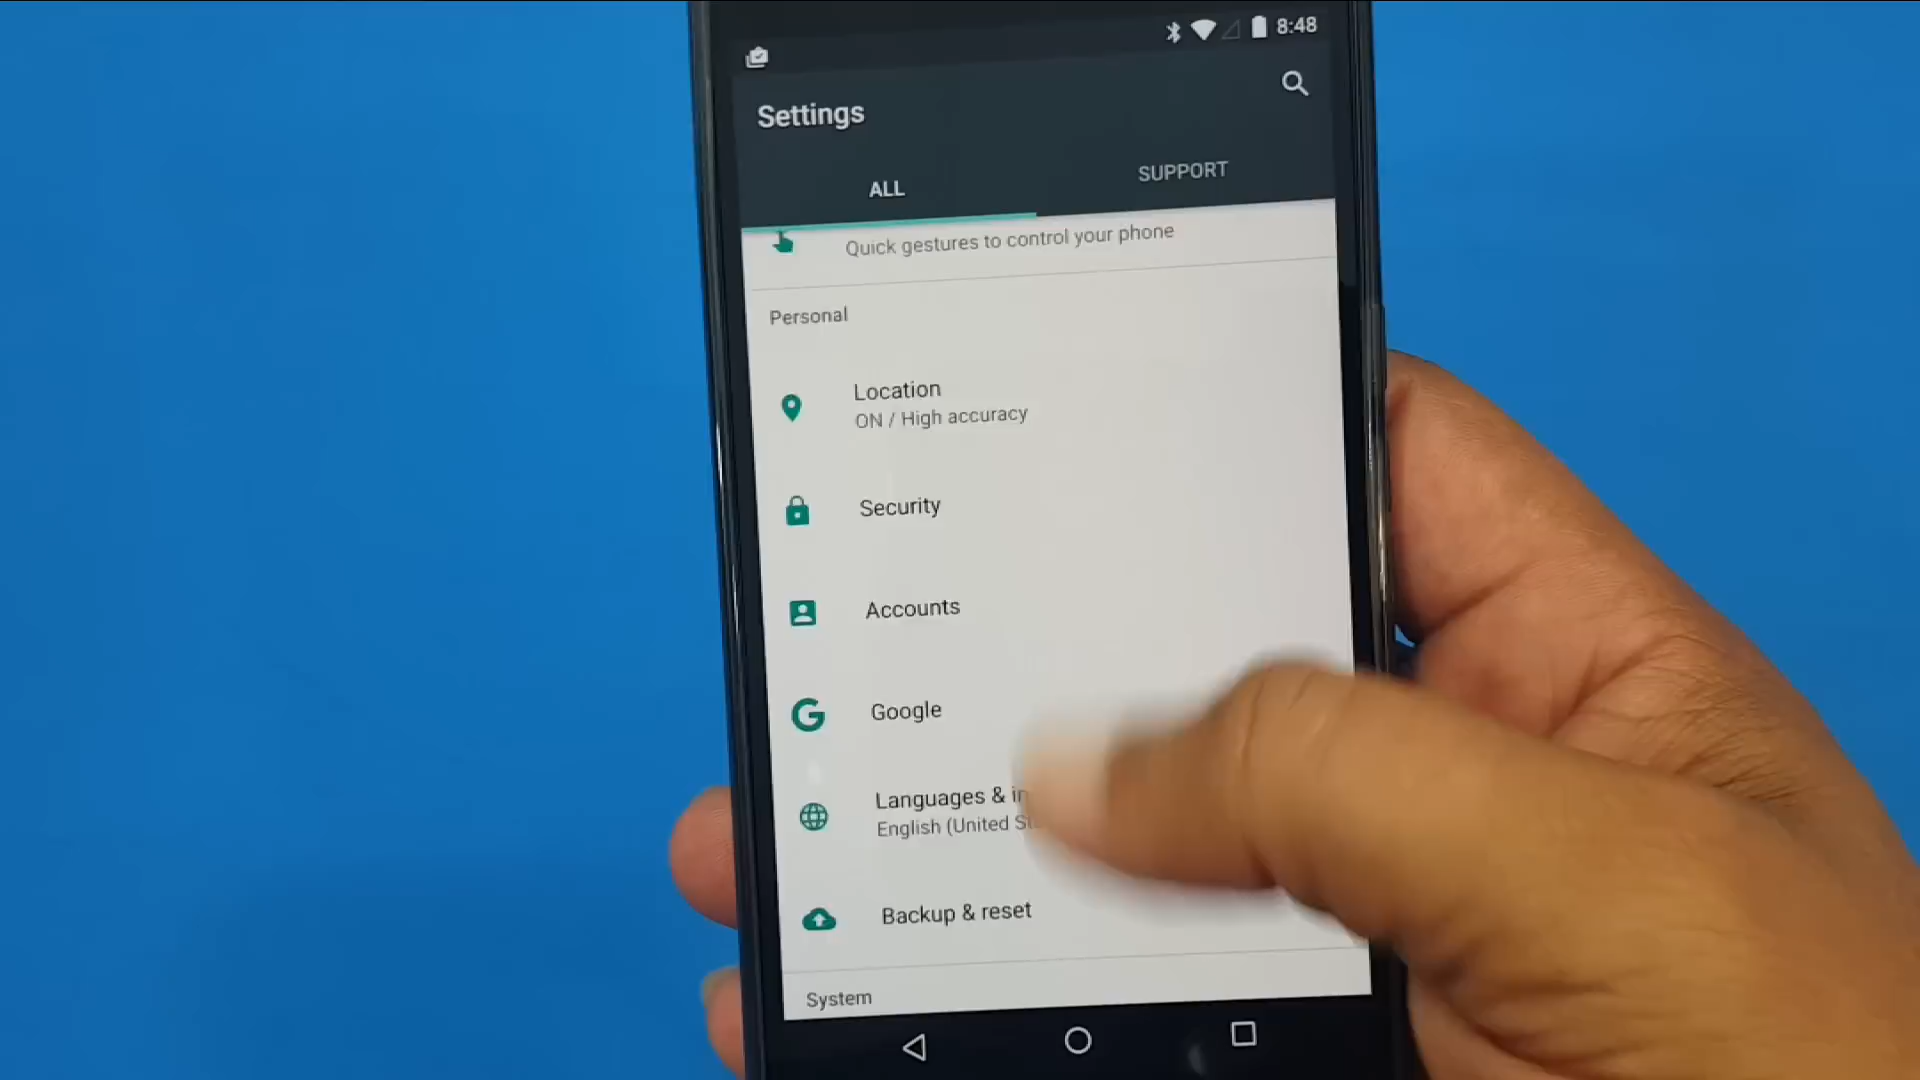 8:48
Settings
ALL
SUPPORT
Quick gestures to control your phone
Personal
Location
ON / High accuracy
Security
Accounts
Google
Languages &
English (United
Backup & reset
System